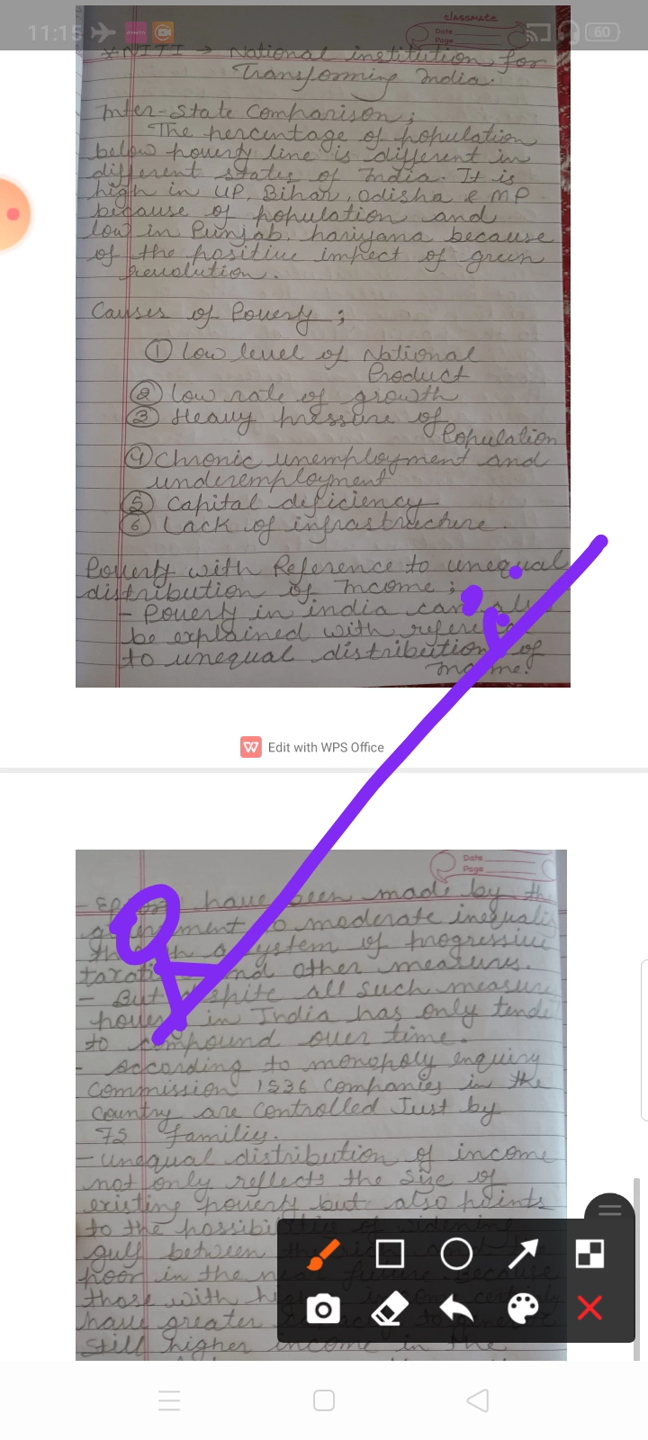 11:15
60
classmate
Date
Page
*NITI → National institution for
Transforming India.
Inter-State Comparison;
The percentage of population
below poverty line is different in
different states of India. It is
high in UP, Bihar, Odisha & MP
because of population and
low in Punjab, hariyana because
of the positive impect of green
revolution.
Causes of Poverty ;
① Low level of National
Product
② low rate of growth
③ Heavy pressure of
Population
④ Chronic unemployment and
underemployment
⑤ Capital deficiency
⑥ Lack of infrastructure.
Poverty with Reference to unequal
distribution of Income ;
- Poverty in india can also
be explained with
to unequal distribution of
Income.
W Edit with WPS Office
Date
Page
- have been made by the
to moderate
a system of progressive
and other measures.
- But all such measure
in India has only tende
to compound over time.
- according to monopoly enquiry
Commission 1536 Companies in the
Country are controlled Just by
75 families.
- unequal distribution of income
not only reflects the size of
existing poverty but also points
to the
gulf between
poor in the
those with
have greater
still higher income in the